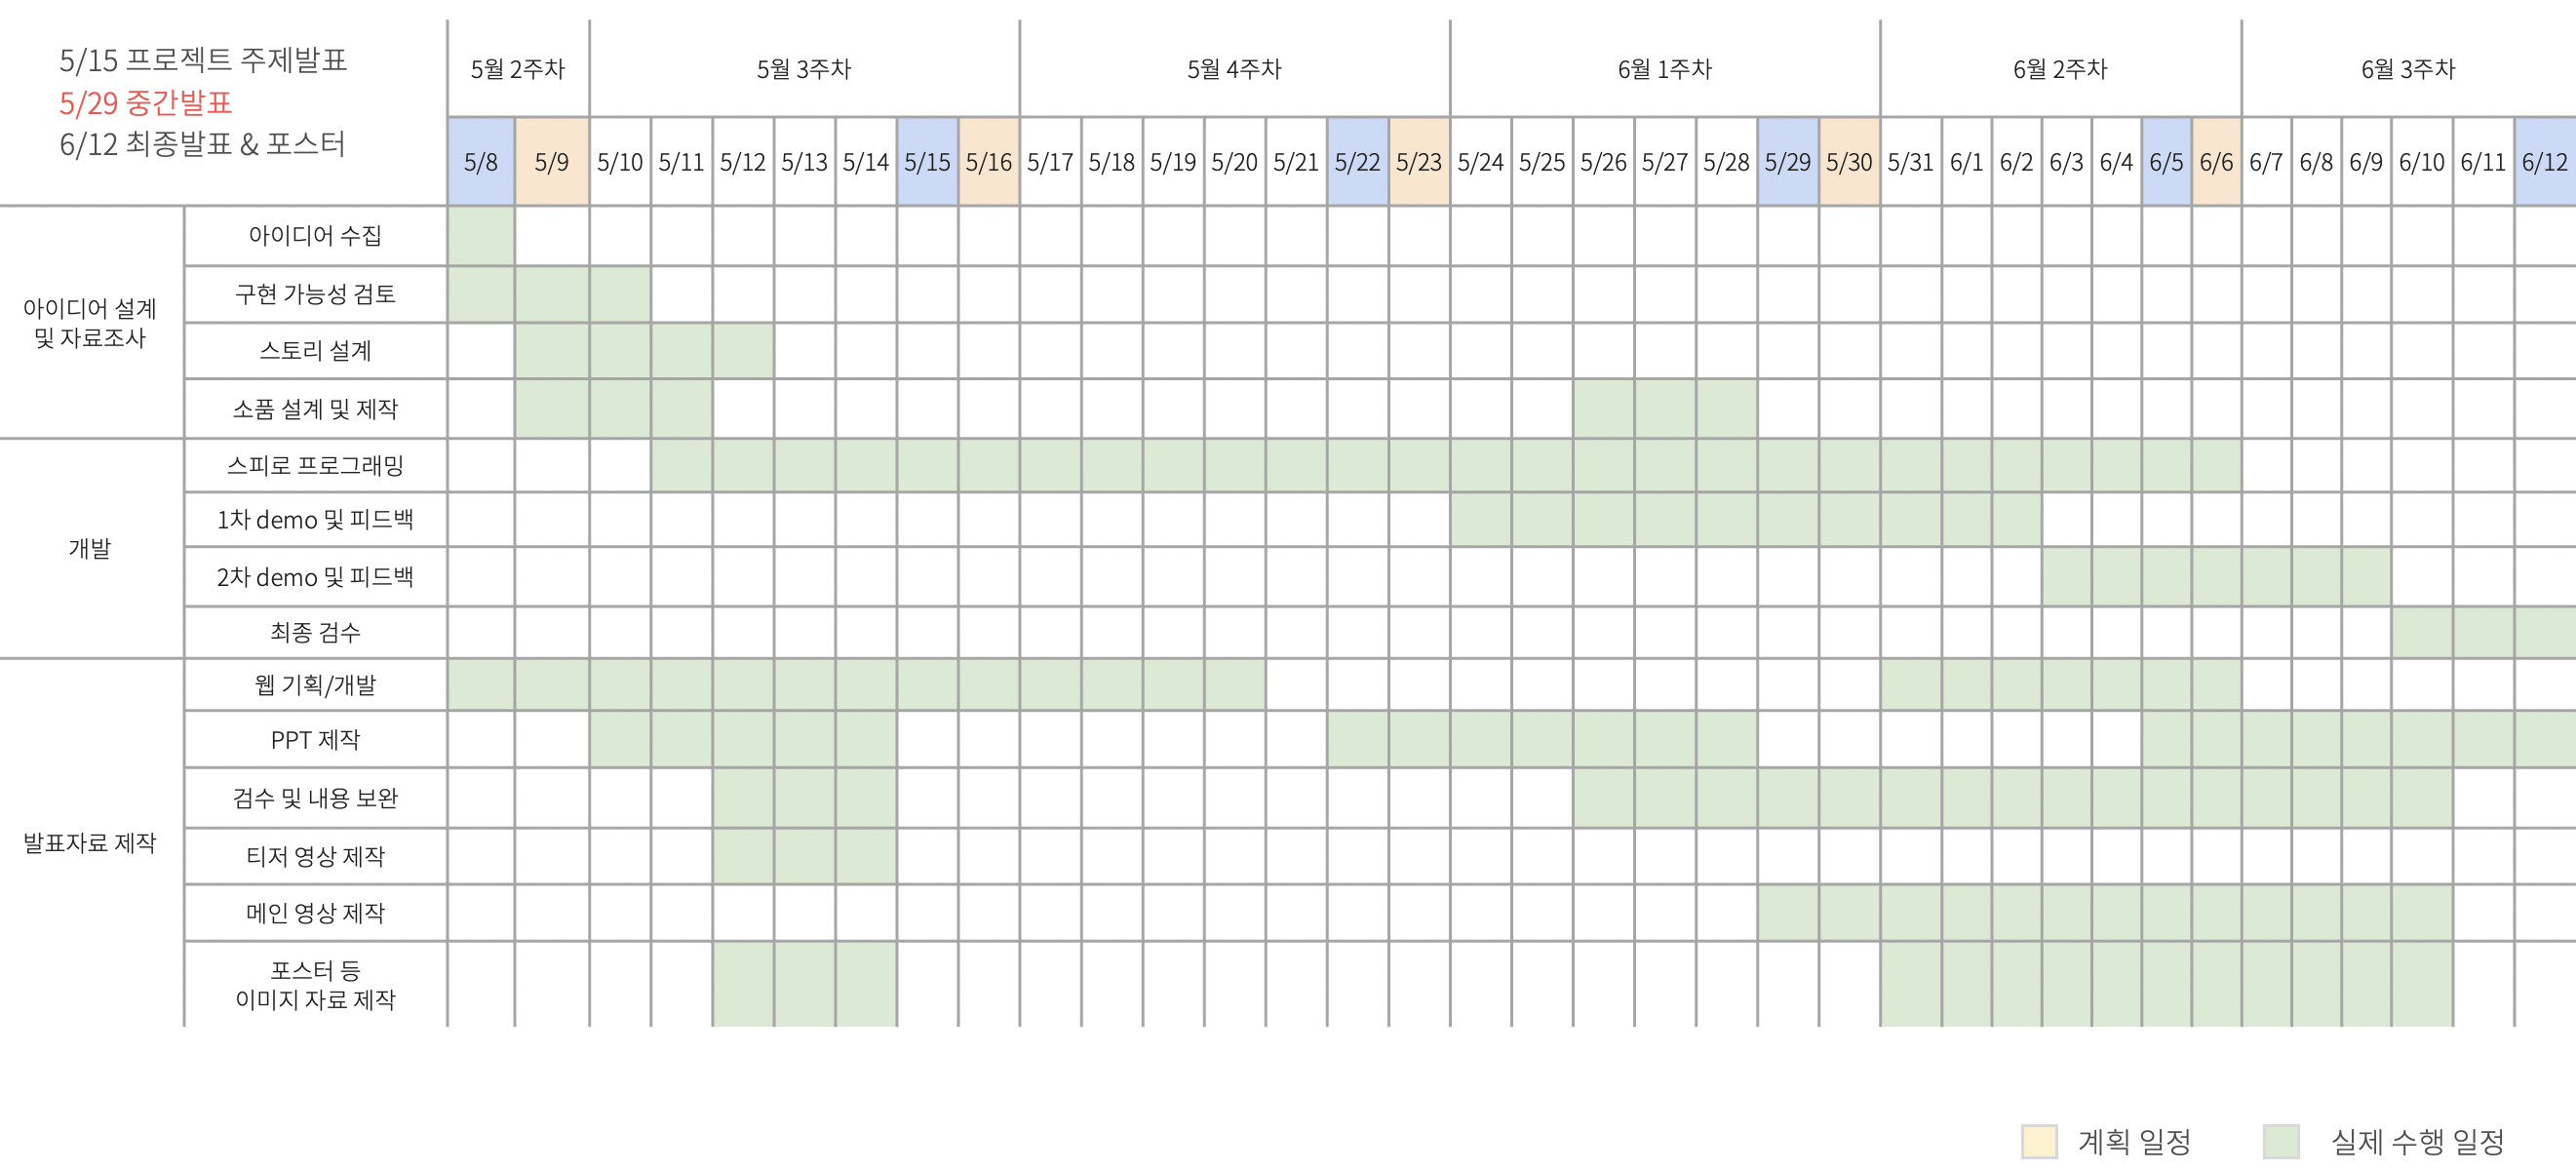 5/15 프로젝트 주제발표
5/29 중간발표
6/12 최종발표 & 포스터
5월 2주차 5월 3주차 5월 4주차 6월 1주차 6월 2주차 6월 3주차
5/8 5/9 5/10 5/11 5/12 5/13 5/14 5/15 5/16 5/17 5/18 5/19 5/20 5/21 5/22 5/23 5/24 5/25 5/26 5/27 5/28 5/29 5/30 5/31 6/1 6/2 6/3 6/4 6/5 6/6 6/7 6/8 6/9 6/10 6/11 6/12
아이디어 설계
및 자료조사
아이디어 수집
구현 가능성 검토
스토리 설계
소품 설계 및 제작
개발
스피로 프로그래밍
1차 demo 및 피드백
2차 demo 및 피드백
최종 검수
발표자료 제작
웹 기획/개발
PPT 제작
검수 및 내용 보완
티저 영상 제작
메인 영상 제작
포스터 등
이미지 자료 제작
계획 일정
실제 수행 일정